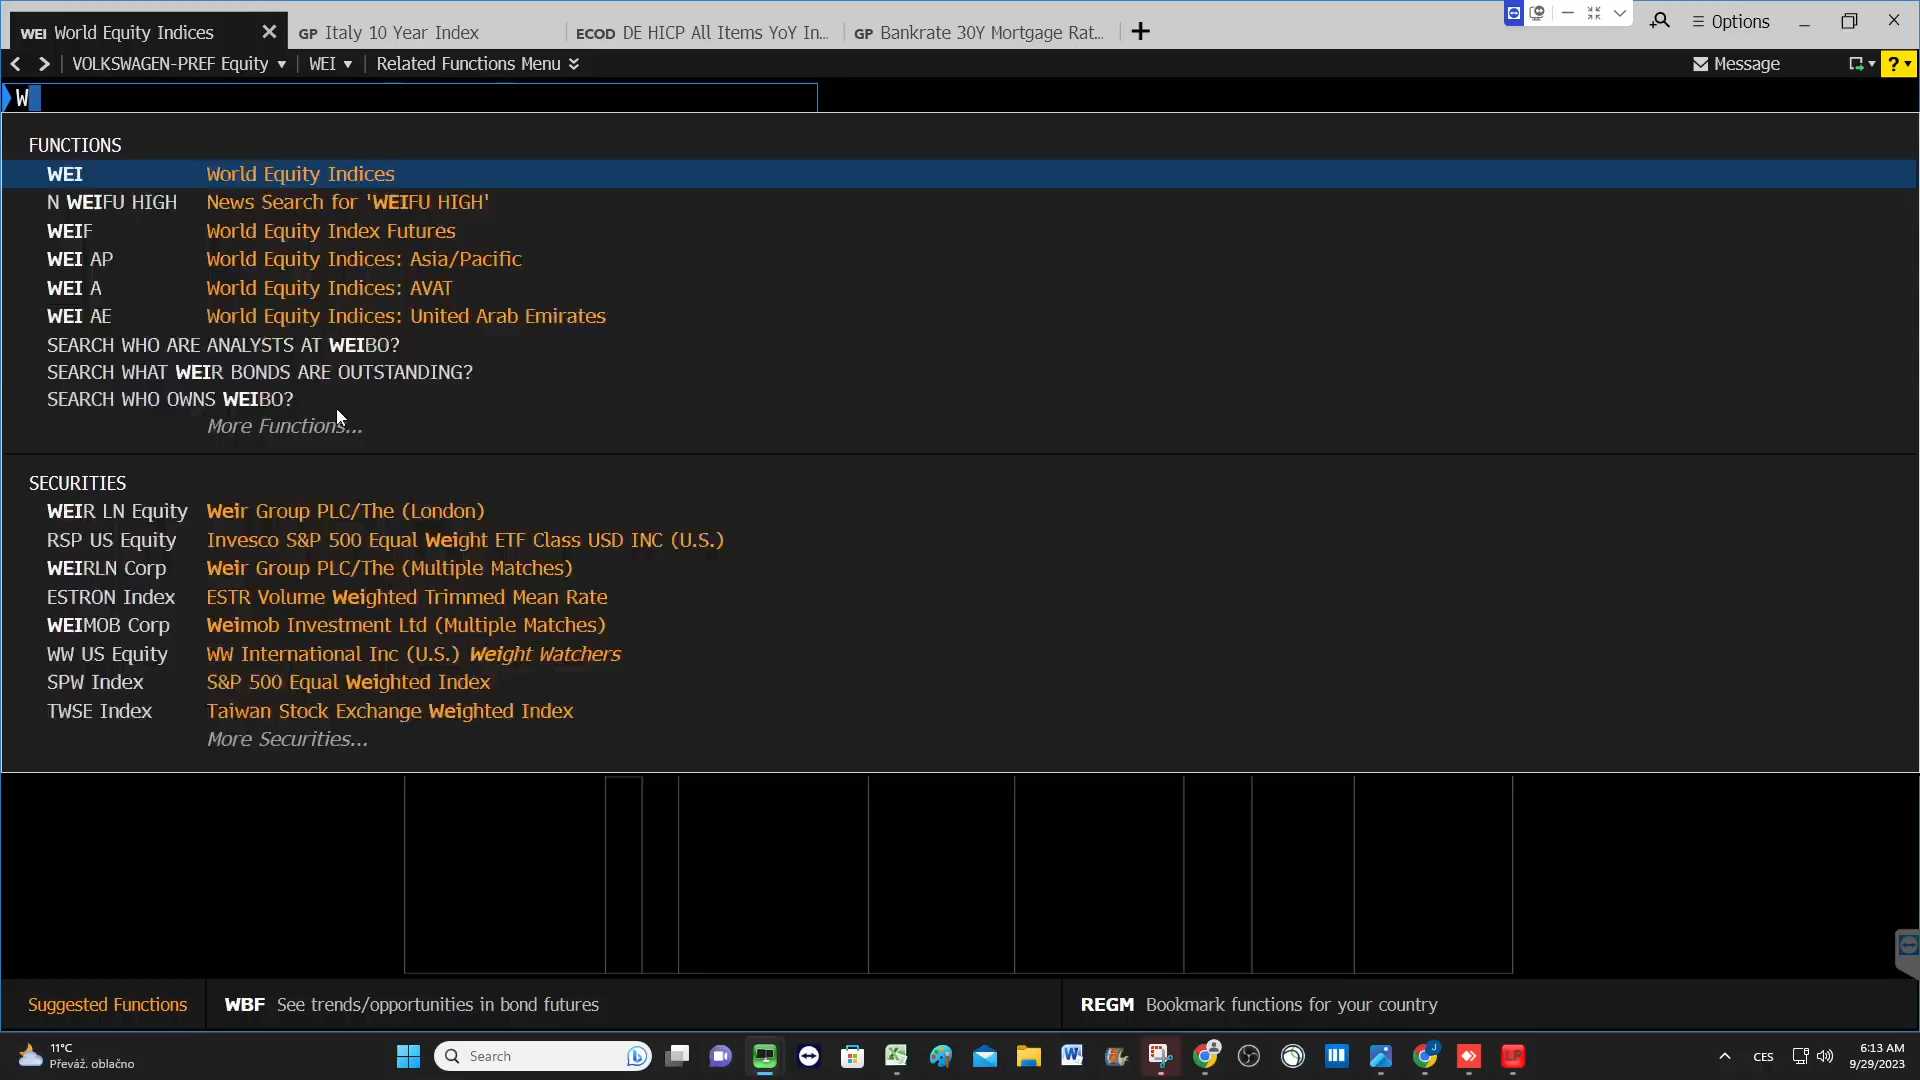 WEI World Equity Indices
GP Italy 10 Year Index
ECOD DE HICP All Items YoY In...
GP Bankrate 30Y Mortgage Rat...
Options
VOLKSWAGEN-PREF Equity
WEI
Related Functions Menu
Message
?
W
FUNCTIONS
WEI World Equity Indices
N WEIFU HIGH News Search for 'WEIFU HIGH'
WEIF World Equity Index Futures
WEI AP World Equity Indices: Asia/Pacific
WEI A World Equity Indices: AVAT
WEI AE World Equity Indices: United Arab Emirates
SEARCH WHO ARE ANALYSTS AT WEIBO?
SEARCH WHAT WEIR BONDS ARE OUTSTANDING?
SEARCH WHO OWNS WEIBO?
More Functions...
SECURITIES
WEIR LN Equity Weir Group PLC/The (London)
RSP US Equity Invesco S&P 500 Equal Weight ETF Class USD INC (U.S.)
WEIRLN Corp Weir Group PLC/The (Multiple Matches)
ESTRON Index ESTR Volume Weighted Trimmed Mean Rate
WEIMOB Corp Weimob Investment Ltd (Multiple Matches)
WW US Equity WW International Inc (U.S.) Weight Watchers
SPW Index S&P 500 Equal Weighted Index
TWSE Index Taiwan Stock Exchange Weighted Index
More Securities...
Suggested Functions
WBF See trends/opportunities in bond futures
REGM Bookmark functions for your country
11°C
Převáž. oblačno
Search
CES
6:13 AM
9/29/2023